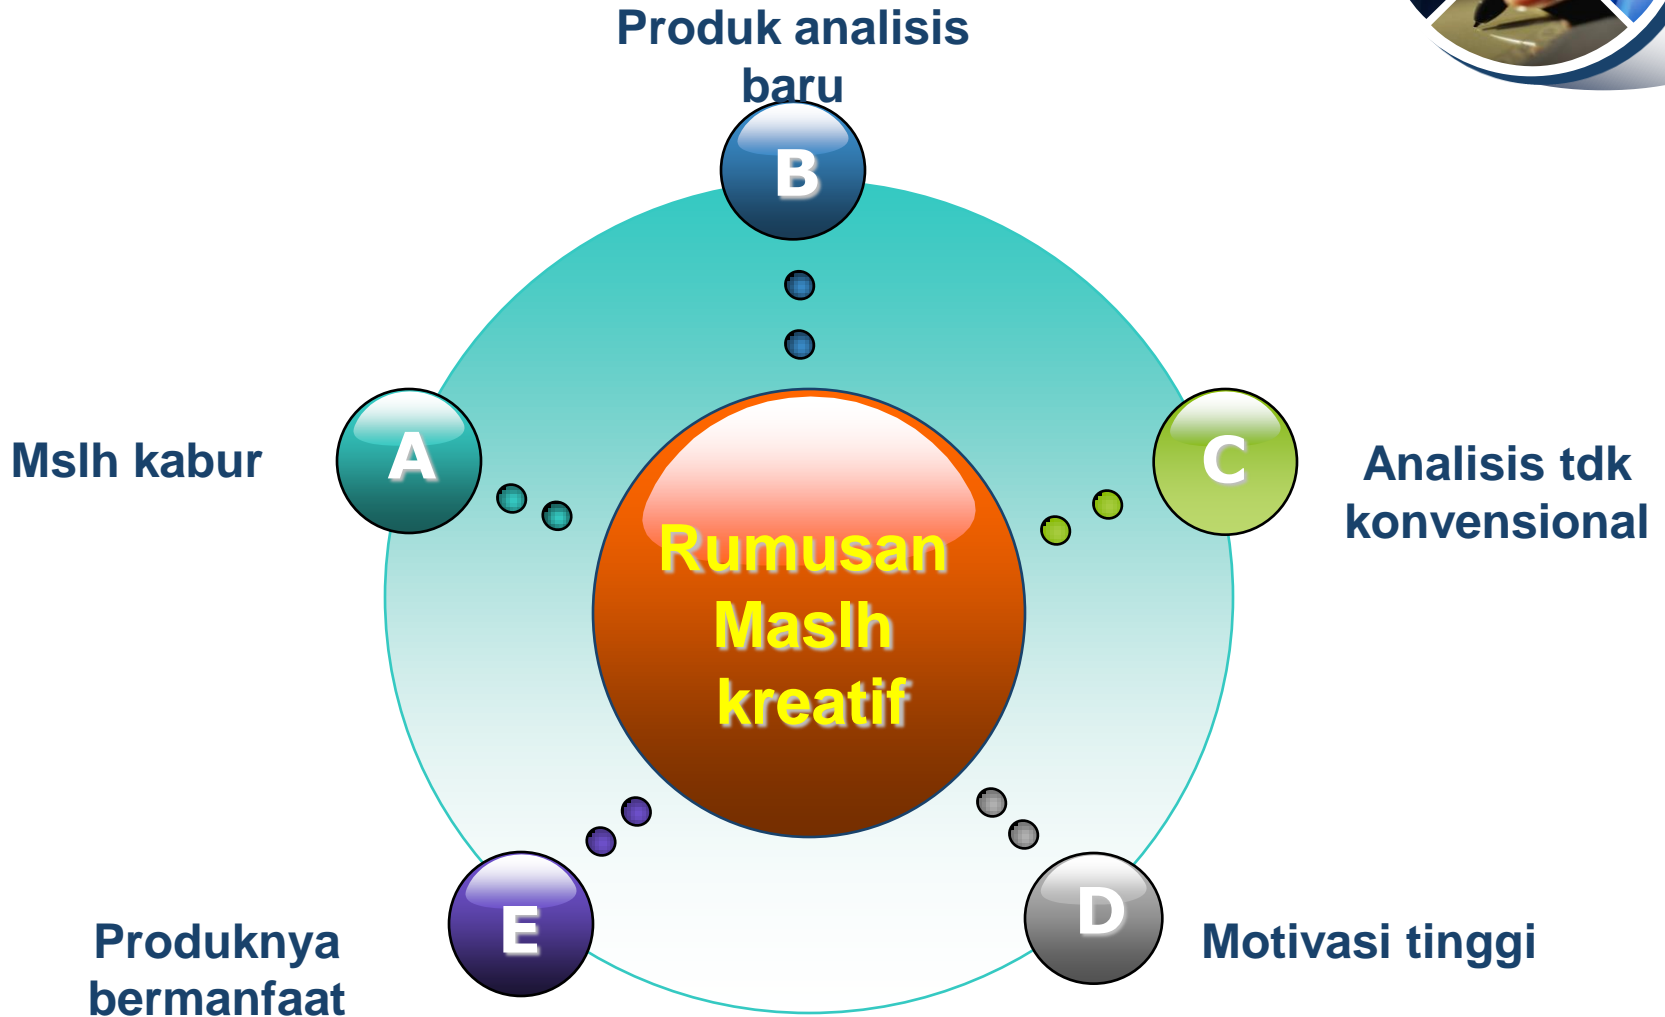 Produk analisis
baru
B
A
Mslh kabur
C
Analisis tdk
konvensional
Rumusan
Maslh
kreatif
E
Produknya
bermanfaat
D
Motivasi tinggi